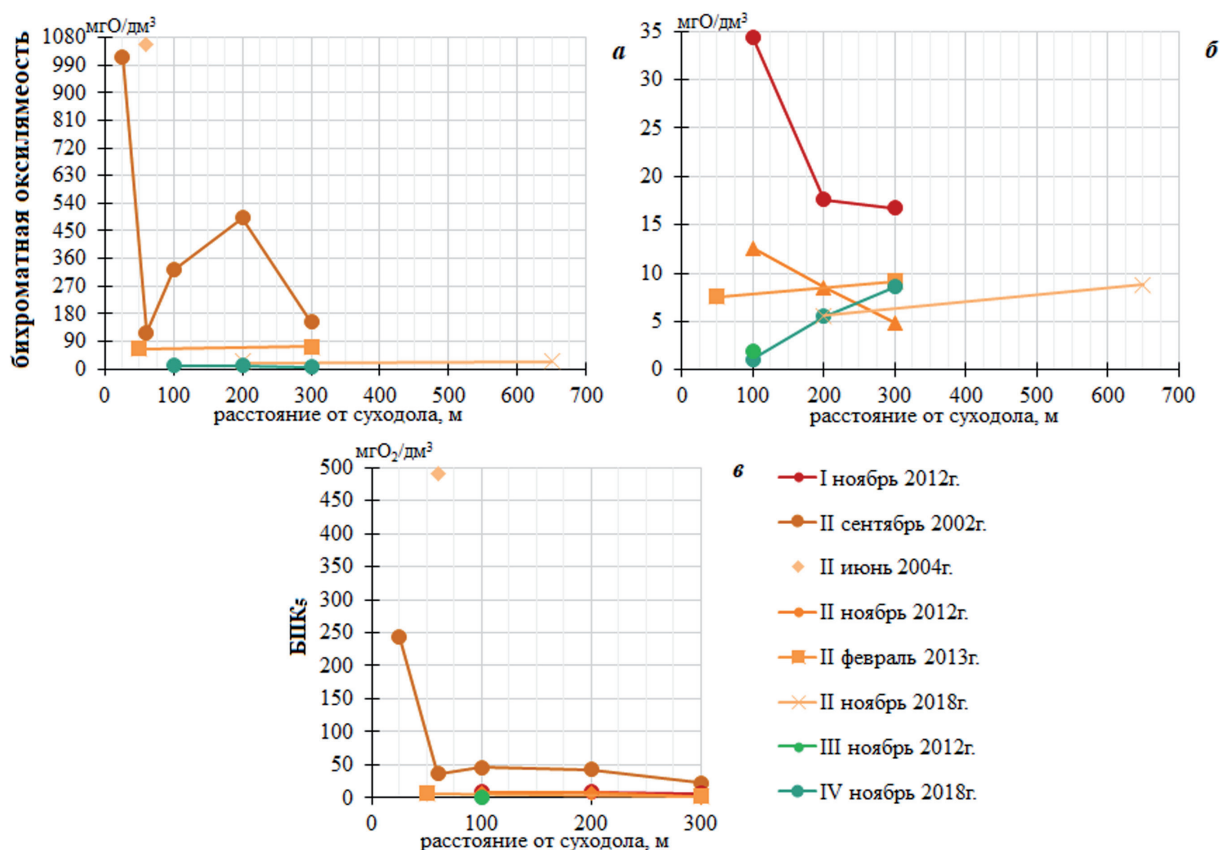 мгО/дм³
бихроматная оксилямеость
1080
990
900
810
720
630
540
450
360
270
180
90
0
0 100 200 300 400 500 600 700
расстояние от суходола, м
а
мгО/дм³
35
30
25
20
15
10
5
0
0 100 200 300 400 500 600 700
расстояние от суходола, м
б
мгО₂/дм³
БПК₅
500
450
400
350
300
250
200
150
100
50
0
0 100 200 300
расстояние от суходола, м
в
I ноябрь 2012г.
II сентябрь 2002г.
II июнь 2004г.
II ноябрь 2012г.
II февраль 2013г.
II ноябрь 2018г.
III ноябрь 2012г.
IV ноябрь 2018г.